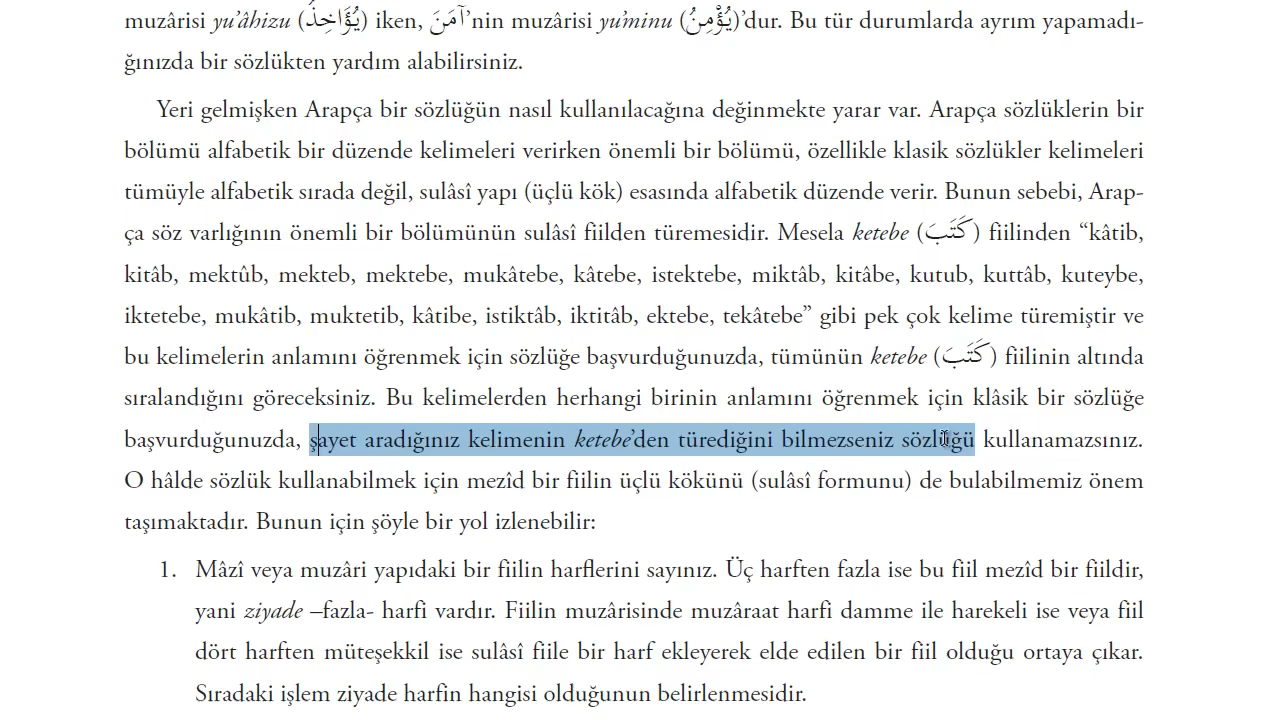 muzârisi yu’âhizu (يُؤَاخِذُ) iken, آمَنَ’nin muzârisi yu’minu (يُؤْمِنُ)’dur. Bu tür durumlarda ayrım yapamadı-
ğınızda bir sözlükten yardım alabilirsiniz.
Yeri gelmişken Arapça bir sözlüğün nasıl kullanılacağına değinmekte yarar var. Arapça sözlüklerin bir
bölümü alfabetik bir düzende kelimeleri verirken önemli bir bölümü, özellikle klasik sözlükler kelimeleri
tümüyle alfabetik sırada değil, sulâsî yapı (üçlü kök) esasında alfabetik düzende verir. Bunun sebebi, Arap-
ça söz varlığının önemli bir bölümünün sulâsî fiilden türemesidir. Mesela ketebe (كَتَبَ) fiilinden “kâtib,
kitâb, mektûb, mekteb, mektebe, mukâtebe, kâtebe, istektebe, miktâb, kitâbe, kutub, kuttâb, kuteybe,
iktetebe, mukâtib, muktetib, kâtibe, istiktâb, iktitâb, ektebe, tekâtebe” gibi pek çok kelime türemiştir ve
bu kelimelerin anlamını öğrenmek için sözlüğe başvurduğunuzda, tümünün ketebe (كَتَبَ) fiilinin altında
sıralandığını göreceksiniz. Bu kelimelerden herhangi birinin anlamını öğrenmek için klâsik bir sözlüğe
başvurduğunuzda, şayet aradığınız kelimenin ketebe’den türediğini bilmezseniz sözlüğü kullanamazsınız.
O hâlde sözlük kullanabilmek için mezîd bir fiilin üçlü kökünü (sulâsî formunu) de bulabilmemiz önem
taşımaktadır. Bunun için şöyle bir yol izlenebilir:
1. Mâzî veya muzâri yapıdaki bir fiilin harflerini sayınız. Üç harften fazla ise bu fiil mezîd bir fiildir,
yani ziyade –fazla- harfi vardır. Fiilin muzârisinde muzâraat harfi damme ile harekeli ise veya fiil
dört harften müteşekkil ise sulâsî fiile bir harf ekleyerek elde edilen bir fiil olduğu ortaya çıkar.
Sıradaki işlem ziyade harfin hangisi olduğunun belirlenmesidir.